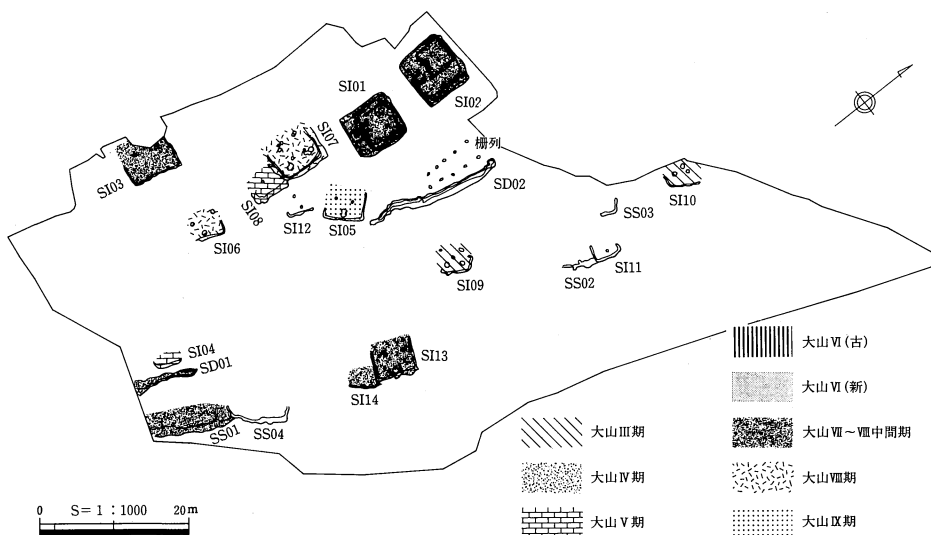 SI01
SI02
SI07
SI03
SI08
SI12
SI05
SI06
柵列
SD02
SI10
SS03
SI11
SS02
SI09
SI04
SD01
SI13
SI14
SS01
SS04
大山Ⅵ(古)
大山Ⅵ(新)
大山Ⅲ期
大山Ⅶ～Ⅷ中間期
大山Ⅳ期
大山Ⅷ期
大山Ⅴ期
大山Ⅸ期
0 S=1:1000 20m